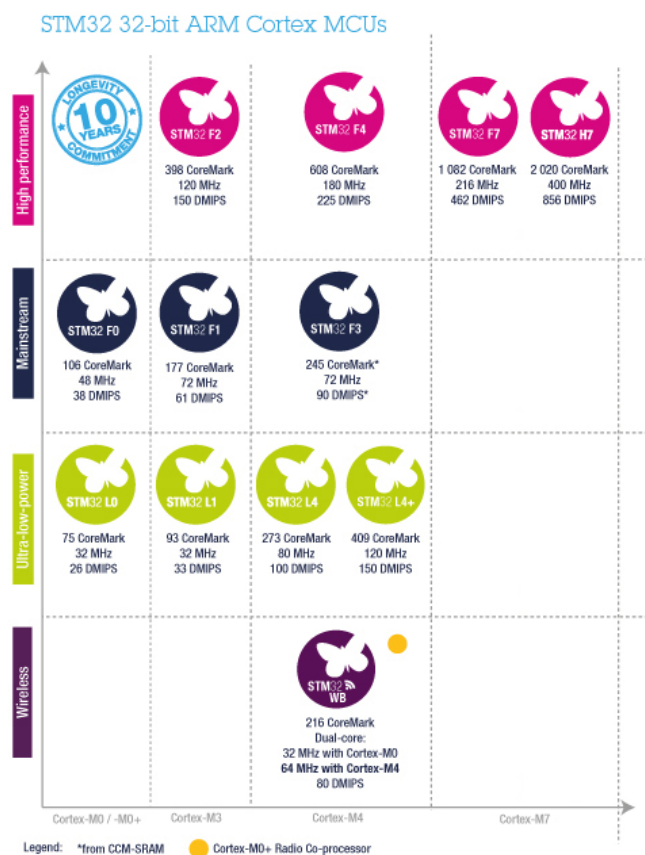 STM32 32-bit ARM Cortex MCUs
High performance
LONGEVITY
10
YEARS
COMMITMENT
STM32 F2
398 CoreMark
120 MHz
150 DMIPS
STM32 F4
608 CoreMark
180 MHz
225 DMIPS
STM32 F7
1 082 CoreMark
216 MHz
462 DMIPS
STM32 H7
2 020 CoreMark
400 MHz
856 DMIPS
Mainstream
STM32 F0
106 CoreMark
48 MHz
38 DMIPS
STM32 F1
177 CoreMark
72 MHz
61 DMIPS
STM32 F3
245 CoreMark*
72 MHz
90 DMIPS*
Ultra-low-power
STM32 L0
75 CoreMark
32 MHz
26 DMIPS
STM32 L1
93 CoreMark
32 MHz
33 DMIPS
STM32 L4
273 CoreMark
80 MHz
100 DMIPS
STM32 L4+
409 CoreMark
120 MHz
150 DMIPS
Wireless
STM32
WB
216 CoreMark
Dual-core:
32 MHz with Cortex-M0
64 MHz with Cortex-M4
80 DMIPS
Cortex-M0 / -M0+
Cortex-M3
Cortex-M4
Cortex-M7
Legend: *from CCM-SRAM Cortex-M0+ Radio Co-processor